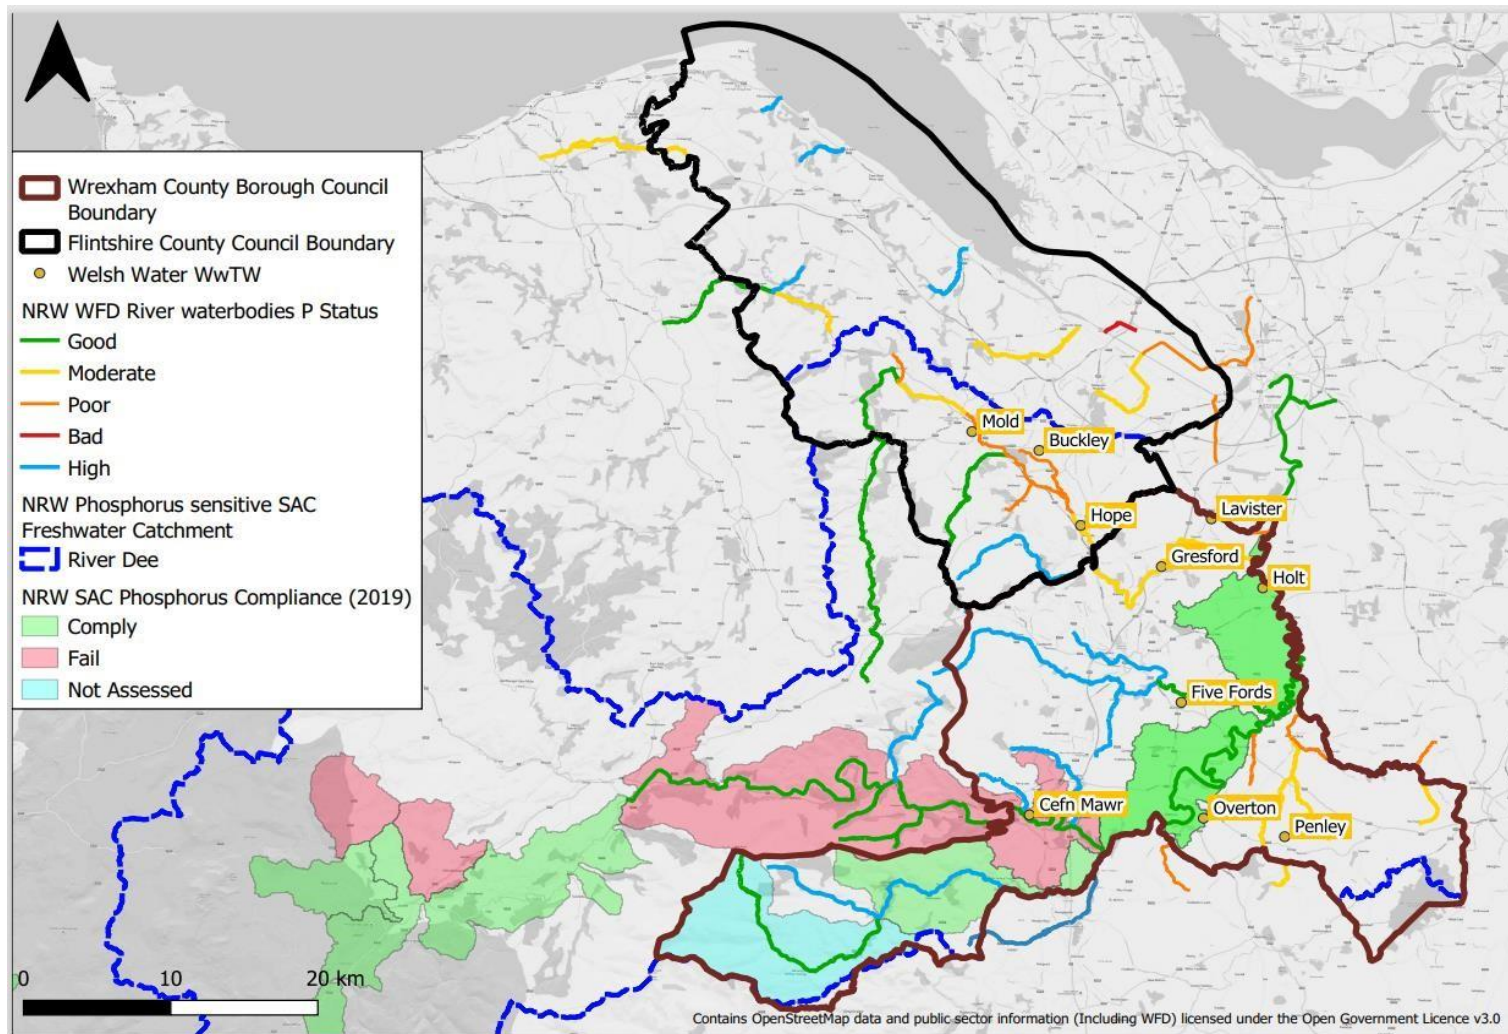 Wrexham County Borough Council
Boundary
Flintshire County Council Boundary
Welsh Water WwTW
NRW WFD River waterbodies P Status
Good
Moderate
Poor
Bad
High
NRW Phosphorus sensitive SAC
Freshwater Catchment
River Dee
NRW SAC Phosphorus Compliance (2019)
Comply
Fail
Not Assessed
Mold
Buckley
Hope
Lavister
Gresford
Holt
Five Fords
Cefn Mawr
Overton
Penley
0 10 20 km
Contains OpenStreetMap data and public sector information (Including WFD) licensed under the Open Government Licence v3.0